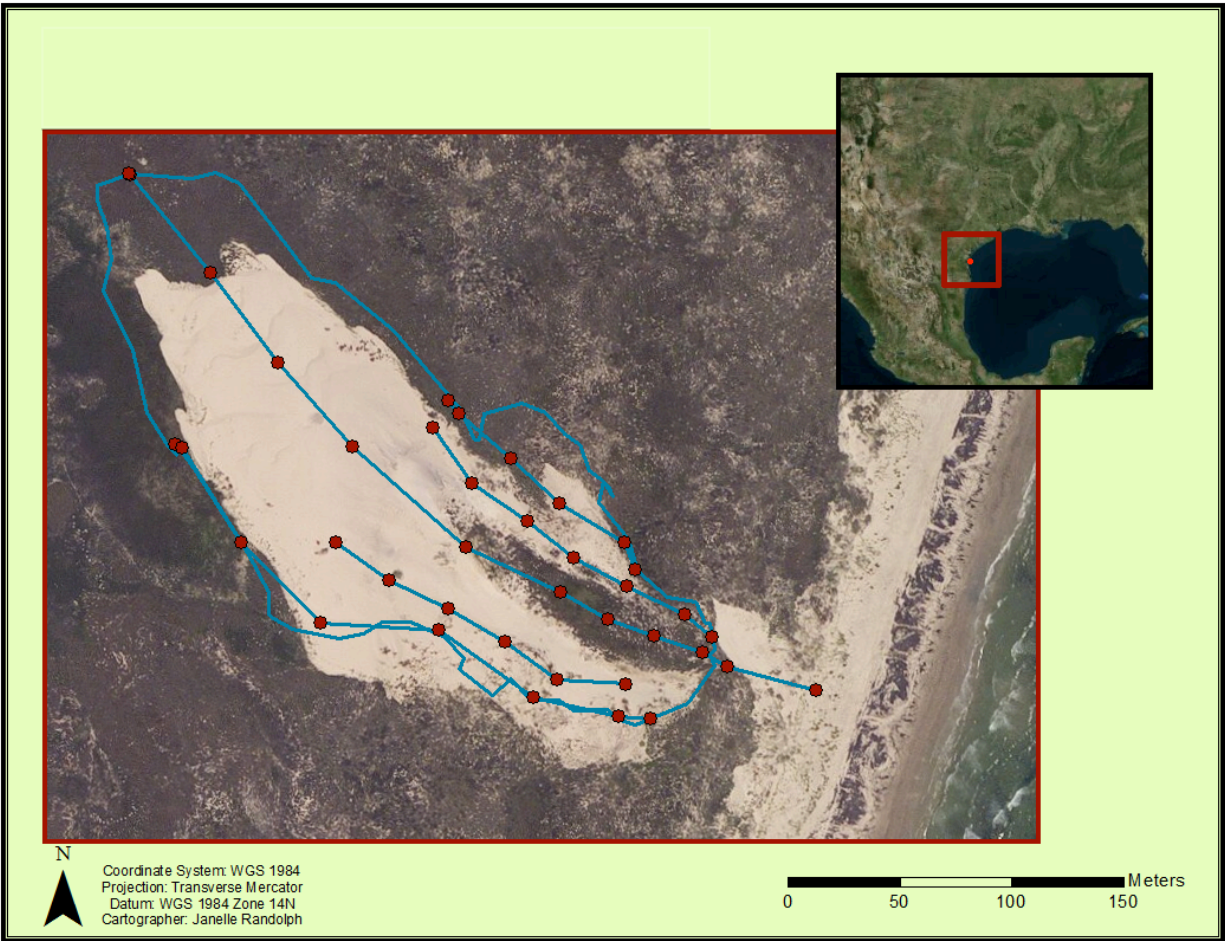 N
Coordinate System: WGS 1984
Projection: Transverse Mercator
Datum: WGS 1984 Zone 14N
Cartographer: Janelle Randolph
Meters
0 50 100 150